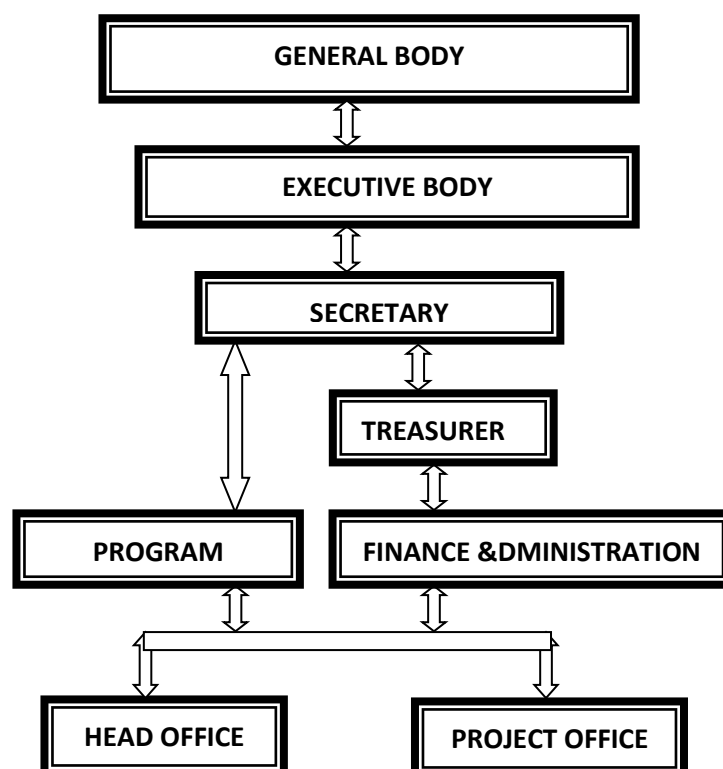 GENERAL BODY
EXECUTIVE BODY
SECRETARY
TREASURER
PROGRAM
FINANCE &DMINISTRATION
HEAD OFFICE
PROJECT OFFICE